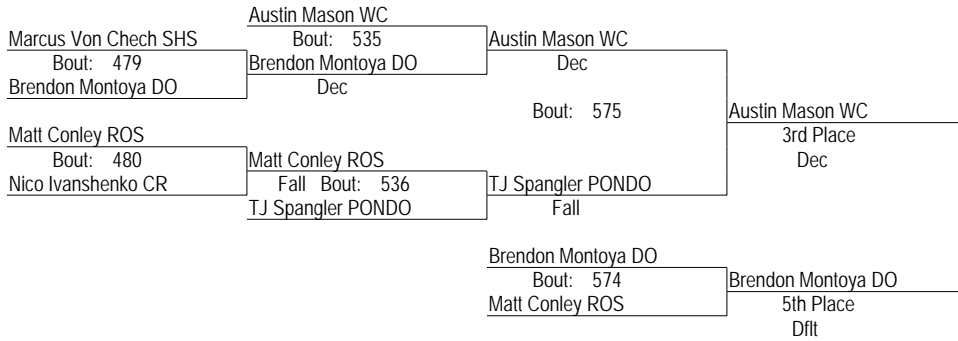 Austin Mason WC
Marcus Von Chech SHS
Bout: 535
Austin Mason WC
Bout: 479
Brendon Montoya DO
Dec
Brendon Montoya DO
Dec
Bout: 575
Austin Mason WC
Matt Conley ROS
3rd Place
Bout: 480
Matt Conley ROS
Dec
Nico Ivanshenko CR
Fall Bout: 536
TJ Spangler PONDO
TJ Spangler PONDO
Fall
Brendon Montoya DO
Bout: 574
Brendon Montoya DO
Matt Conley ROS
5th Place
Dflt